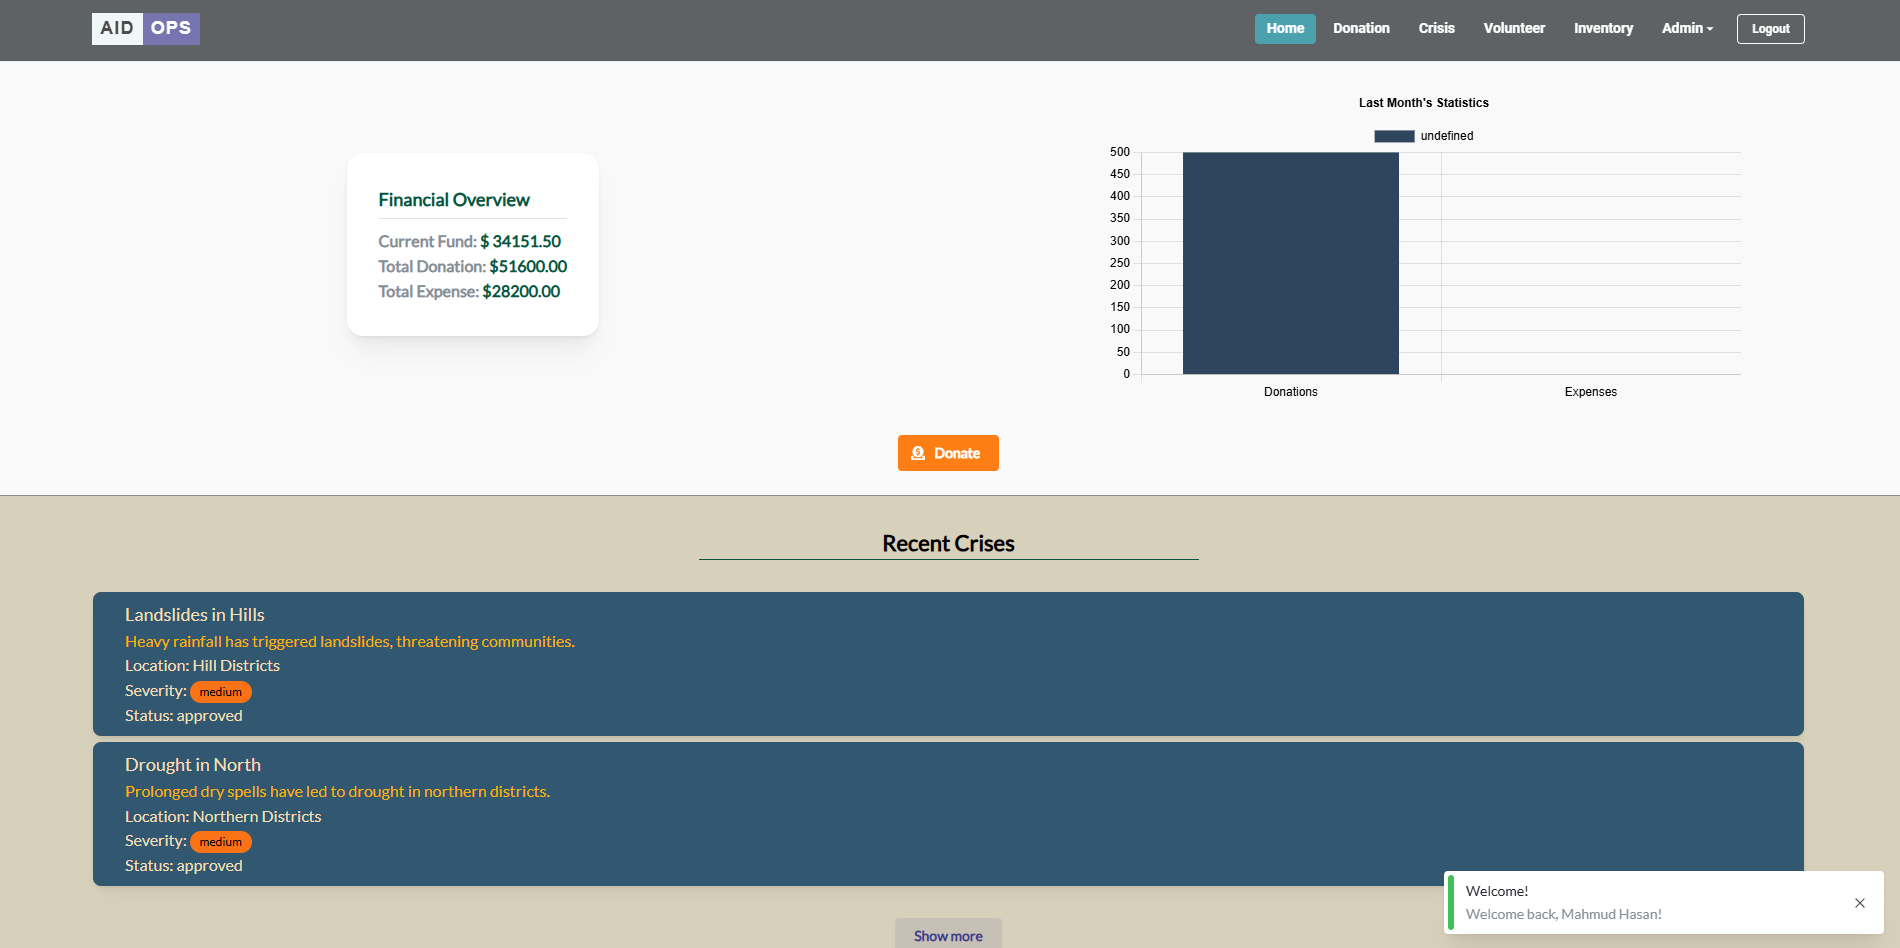 AID OPS
Home Donation Crisis Volunteer Inventory Admin Logout
Financial Overview
Current Fund: $ 34151.50
Total Donation: $51600.00
Total Expense: $28200.00
Last Month's Statistics
undefined
500
450
400
350
300
250
200
150
100
50
0
Donations Expenses
Donate
Recent Crises
Landslides in Hills
Heavy rainfall has triggered landslides, threatening communities.
Location: Hill Districts
Severity: medium
Status: approved
Drought in North
Prolonged dry spells have led to drought in northern districts.
Location: Northern Districts
Severity: medium
Status: approved
Show more
Welcome!
Welcome back, Mahmud Hasan!